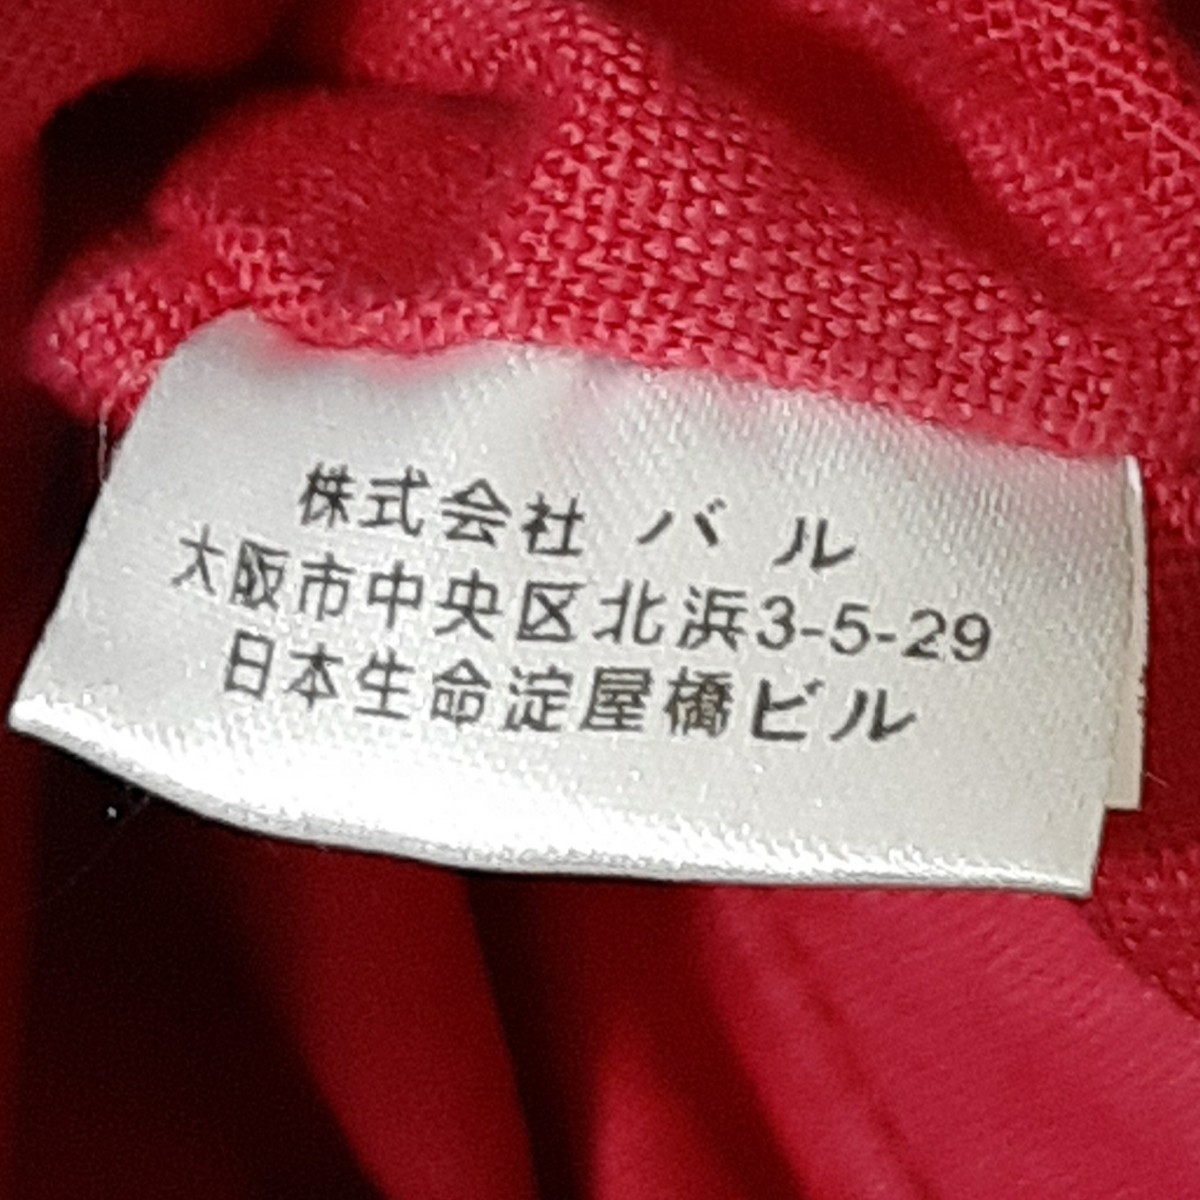 株式会社 バル
大阪市中央区北浜3-5-29
日本生命淀屋橋ビル